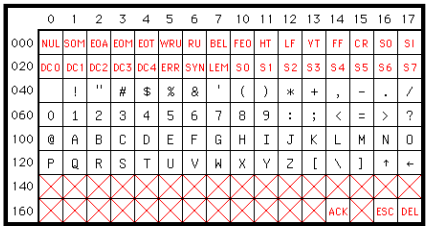 0 1 2 3 4 5 6 7 10 11 12 13 14 15 16 17
000 NUL SOM EOA EOM EOT WRU RU BEL FEO HT LF YT FF CR SO SI
020 DC0 DC1 DC2 DC3 DC4 ERR SYN LEM S0 S1 S2 S3 S4 S5 S6 S7
040 ! " # $ % & ' ( ) * + , - . /
060 0 1 2 3 4 5 6 7 8 9 : ; < = > ?
100 @ A B C D E F G H I J K L M N O
120 P Q R S T U V W X Y Z [ \ ] ↑ ←
140
160 ACK ESC DEL